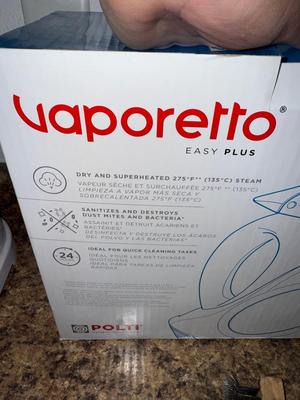 vaporetto®
EASY PLUS
DRY AND SUPERHEATED 275°F** (135°C) STEAM
VAPEUR SÈCHE ET SURCHAUFFÉE 275°F ** (135°C)
LIMPIEZA A VAPOR MÁS SECA Y
SOBRECALENTADA 275°F (135°C)
SANITIZES AND DESTROYS
DUST MITES AND BACTERIA*
ASSAINIT ET DÉTRUIT ACARIENS ET
BACTÉRIES*
DESINFECTA Y DESTRUYE LOS ÁCAROS
DEL POLVO Y LAS BACTERIAS*
24
IDEAL FOR QUICK CLEANING TASKS
IDÉAL POUR LES NETTOYAGES
QUOTIDIENS
IDEAL PARA TAREAS DE LIMPIEZA
RÁPIDAS
POLTI